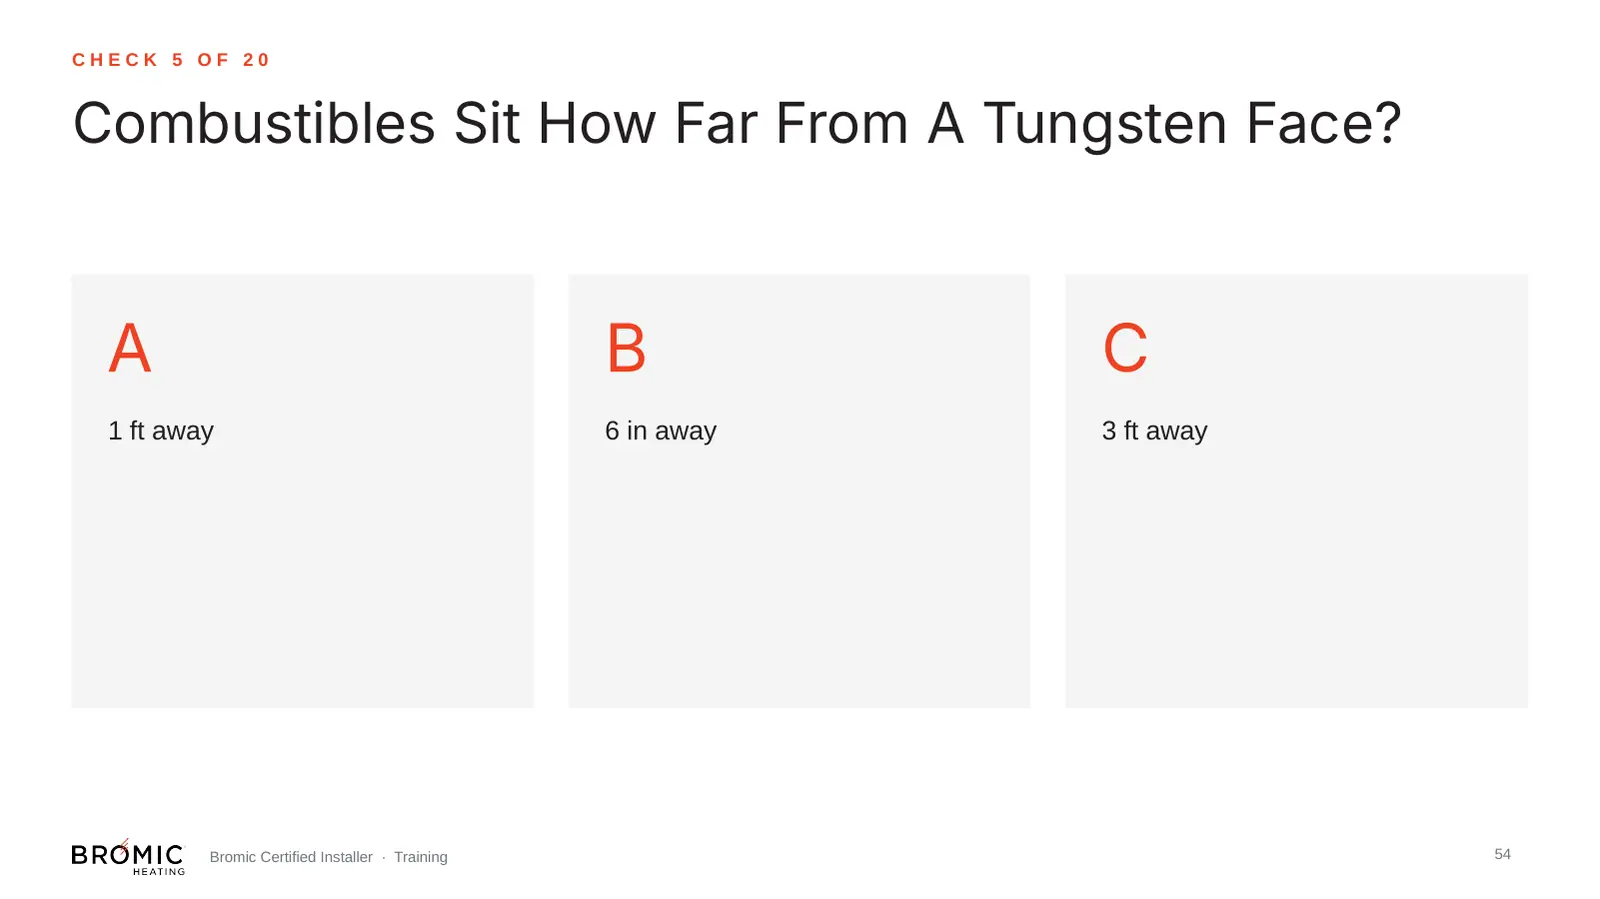 CHECK 5 OF 20
Combustibles Sit How Far From A Tungsten Face?
A
1 ft away
B
6 in away
C
3 ft away
BROMIC
HEATING
Bromic Certified Installer · Training
54